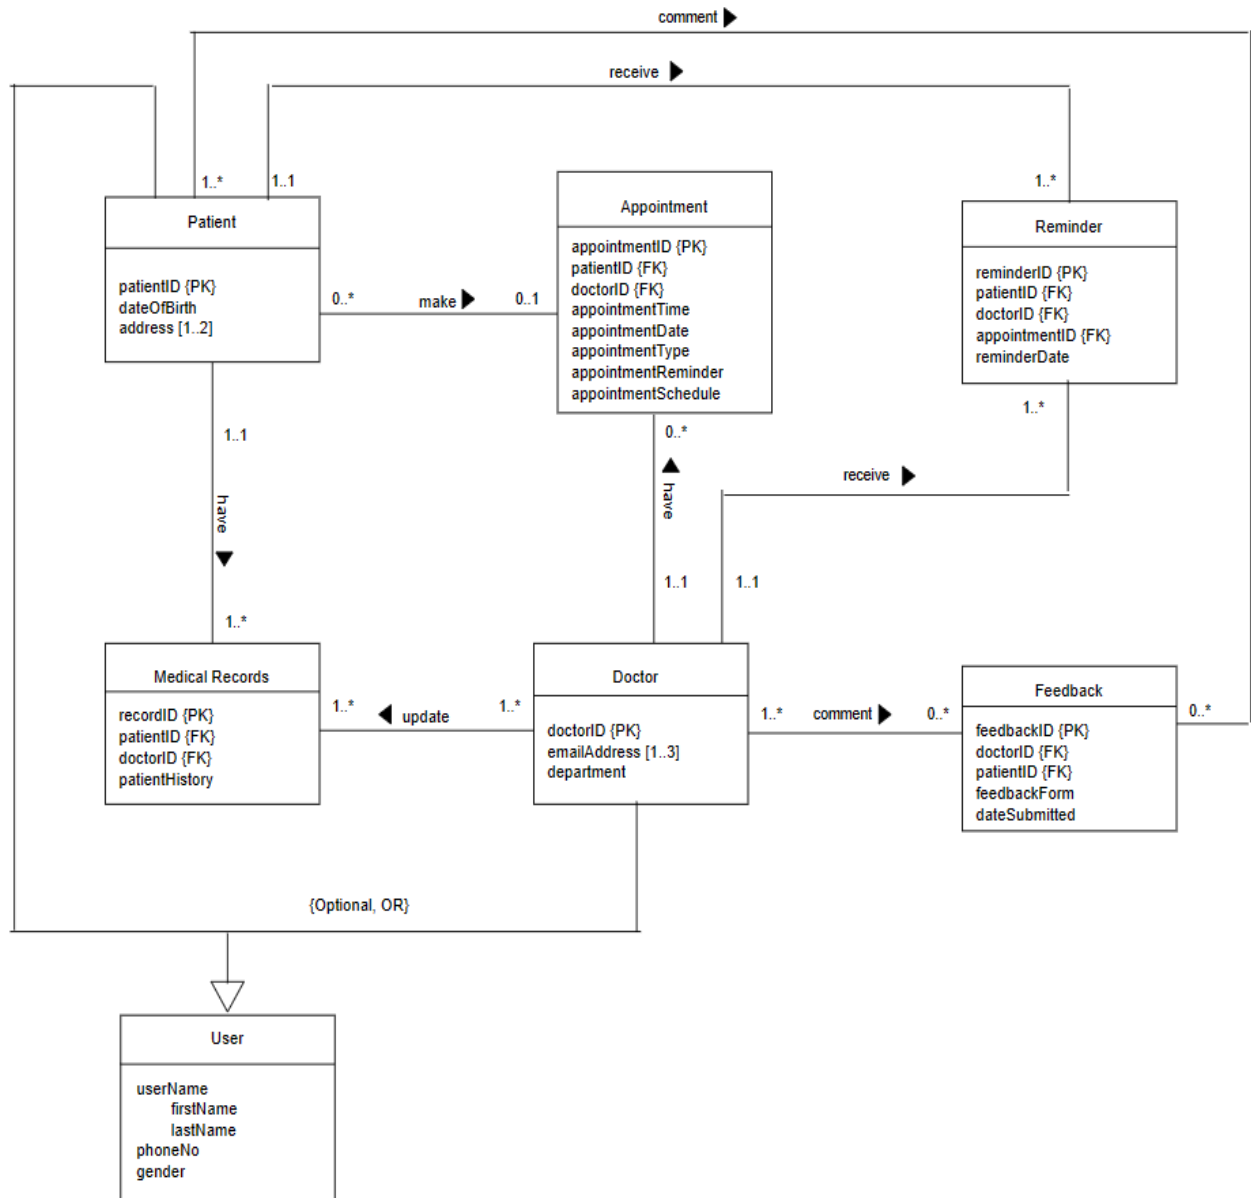 comment
receive
1..*
1..1
1..*
Patient
patientID {PK}
dateOfBirth
address [1..2]
0..*
make
0..1
Appointment
appointmentID {PK}
patientID {FK}
doctorID {FK}
appointmentTime
appointmentDate
appointmentType
appointmentReminder
appointmentSchedule
Reminder
reminderID {PK}
patientID {FK}
doctorID {FK}
appointmentID {FK}
reminderDate
1..1
have
1..*
0..*
have
1..1
1..*
receive
1..1
Medical Records
recordID {PK}
patientID {FK}
doctorID {FK}
patientHistory
1..*
update
1..*
Doctor
doctorID {PK}
emailAddress [1..3]
department
1..*
comment
0..*
Feedback
feedbackID {PK}
doctorID {FK}
patientID {FK}
feedbackForm
dateSubmitted
0..*
{Optional, OR}
User
userName
firstName
lastName
phoneNo
gender